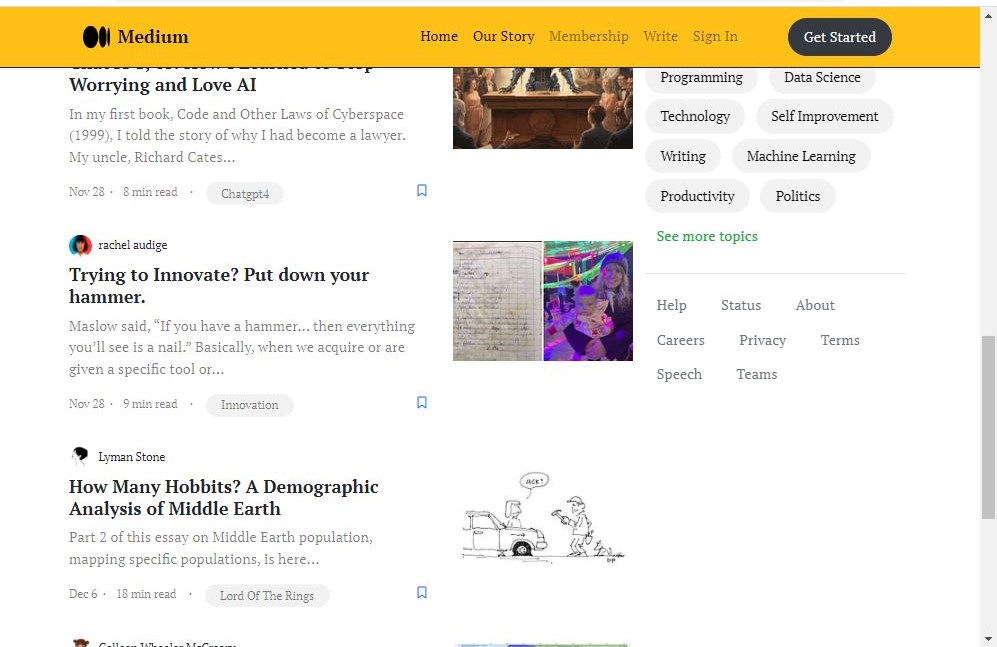 Medium
Home Our Story Membership Write Sign In Get Started
Worrying and Love AI
In my first book, Code and Other Laws of Cyberspace
(1999), I told the story of why I had become a lawyer.
My uncle, Richard Cates...
Nov 28 · 8 min read · Chatgpt4
rachel audige
Trying to Innovate? Put down your
hammer.
Maslow said, “If you have a hammer... then everything
you’ll see is a nail.” Basically, when we acquire or are
given a specific tool or...
Nov 28 · 9 min read · Innovation
Lyman Stone
How Many Hobbits? A Demographic
Analysis of Middle Earth
Part 2 of this essay on Middle Earth population,
mapping specific populations, is here...
Dec 6 · 18 min read · Lord Of The Rings
ACK!
Programming Data Science
Technology Self Improvement
Writing Machine Learning
Productivity Politics
See more topics
Help Status About
Careers Privacy Terms
Speech Teams